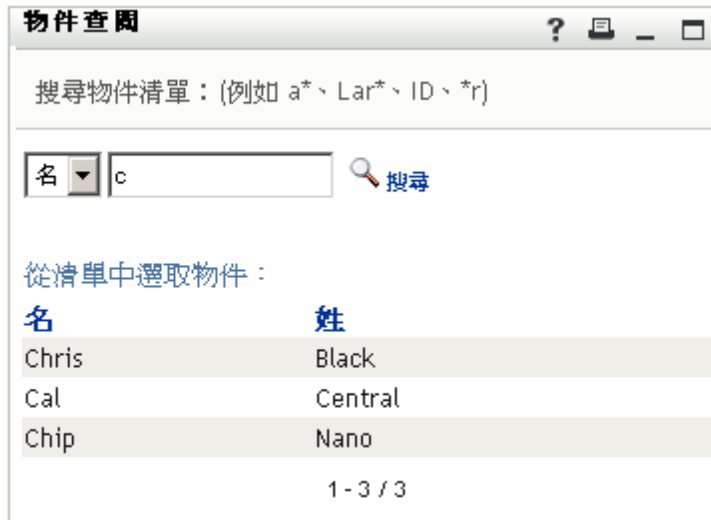 物件查閱
搜尋物件清單：(例如 a*、Lar*、ID、*r)
名 c 搜尋
從清單中選取物件：
名 姓
Chris Black
Cal Central
Chip Nano
1 - 3 / 3